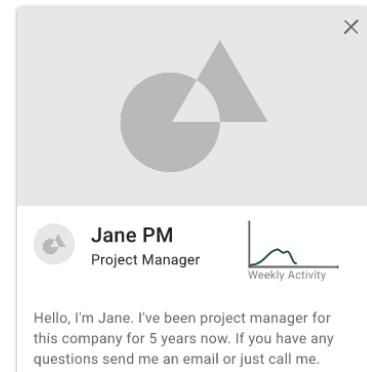 Jane PM
Project Manager
Weekly Activity
Hello, I'm Jane. I've been project manager for
this company for 5 years now. If you have any
questions send me an email or just call me.